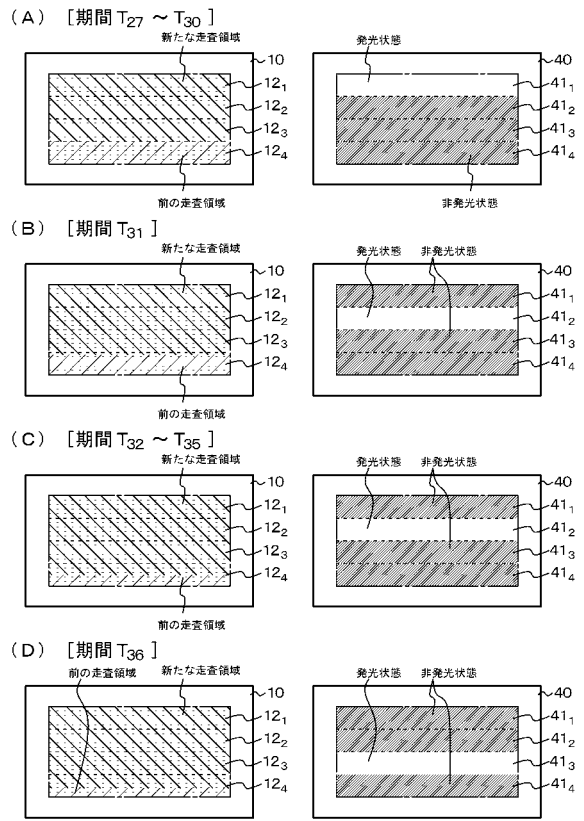 (A) [期間 T27 ~ T30]
新たな走査領域
10
12₁
12₂
12₃
12₄
前の走査領域
発光状態
40
41₁
41₂
41₃
41₄
非発光状態
(B) [期間 T31]
新たな走査領域
10
12₁
12₂
12₃
12₄
前の走査領域
発光状態 非発光状態
40
41₁
41₂
41₃
41₄
(C) [期間 T32 ~ T35]
新たな走査領域
10
12₁
12₂
12₃
12₄
前の走査領域
発光状態 非発光状態
40
41₁
41₂
41₃
41₄
(D) [期間 T36]
前の走査領域 新たな走査領域
10
12₁
12₂
12₃
12₄
発光状態 非発光状態
40
41₁
41₂
41₃
41₄